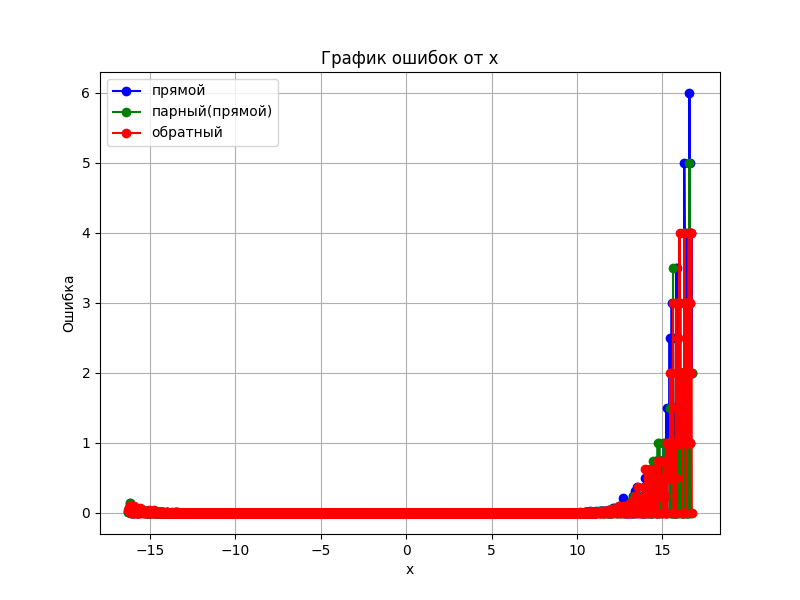 График ошибок от x
прямой
парный(прямой)
обратный
Ошибка
6
5
4
3
2
1
0
−15
−10
−5
0
5
10
15
x